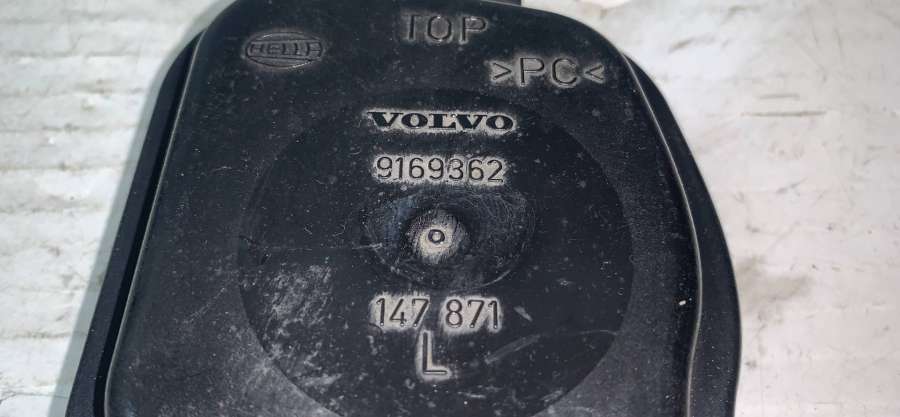 TOP
HELLA
>PC<
VOLVO
9169362
147 871
L